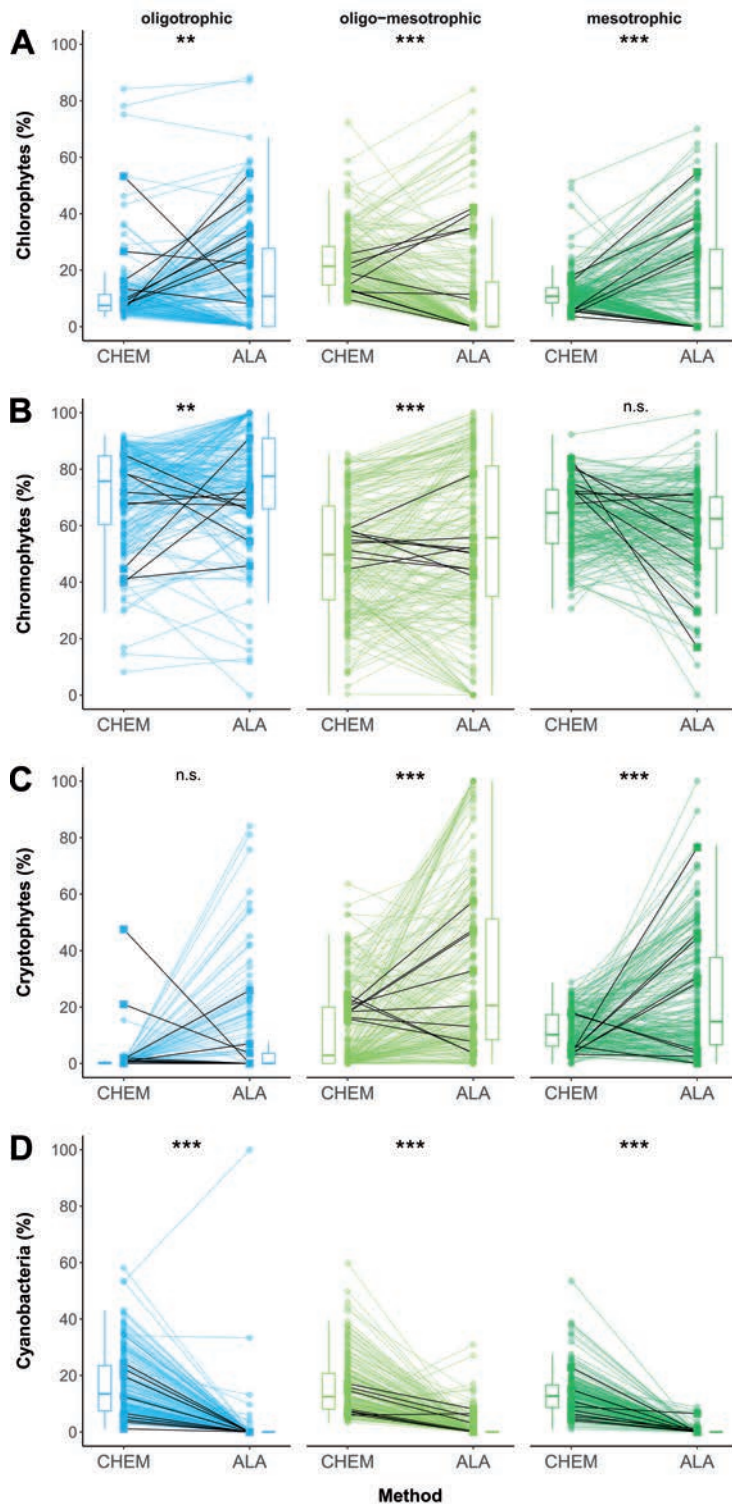 oligotrophic oligo-mesotrophic mesotrophic
A ** *** ***
Chlorophytes (%)
100
80
60
40
20
0
CHEM ALA CHEM ALA CHEM ALA
B ** *** n.s.
Chromophytes (%)
100
80
60
40
20
0
CHEM ALA CHEM ALA CHEM ALA
C n.s. *** ***
Cryptophytes (%)
100
80
60
40
20
0
CHEM ALA CHEM ALA CHEM ALA
D *** *** ***
Cyanobacteria (%)
100
80
60
40
20
0
CHEM ALA CHEM ALA CHEM ALA
Method